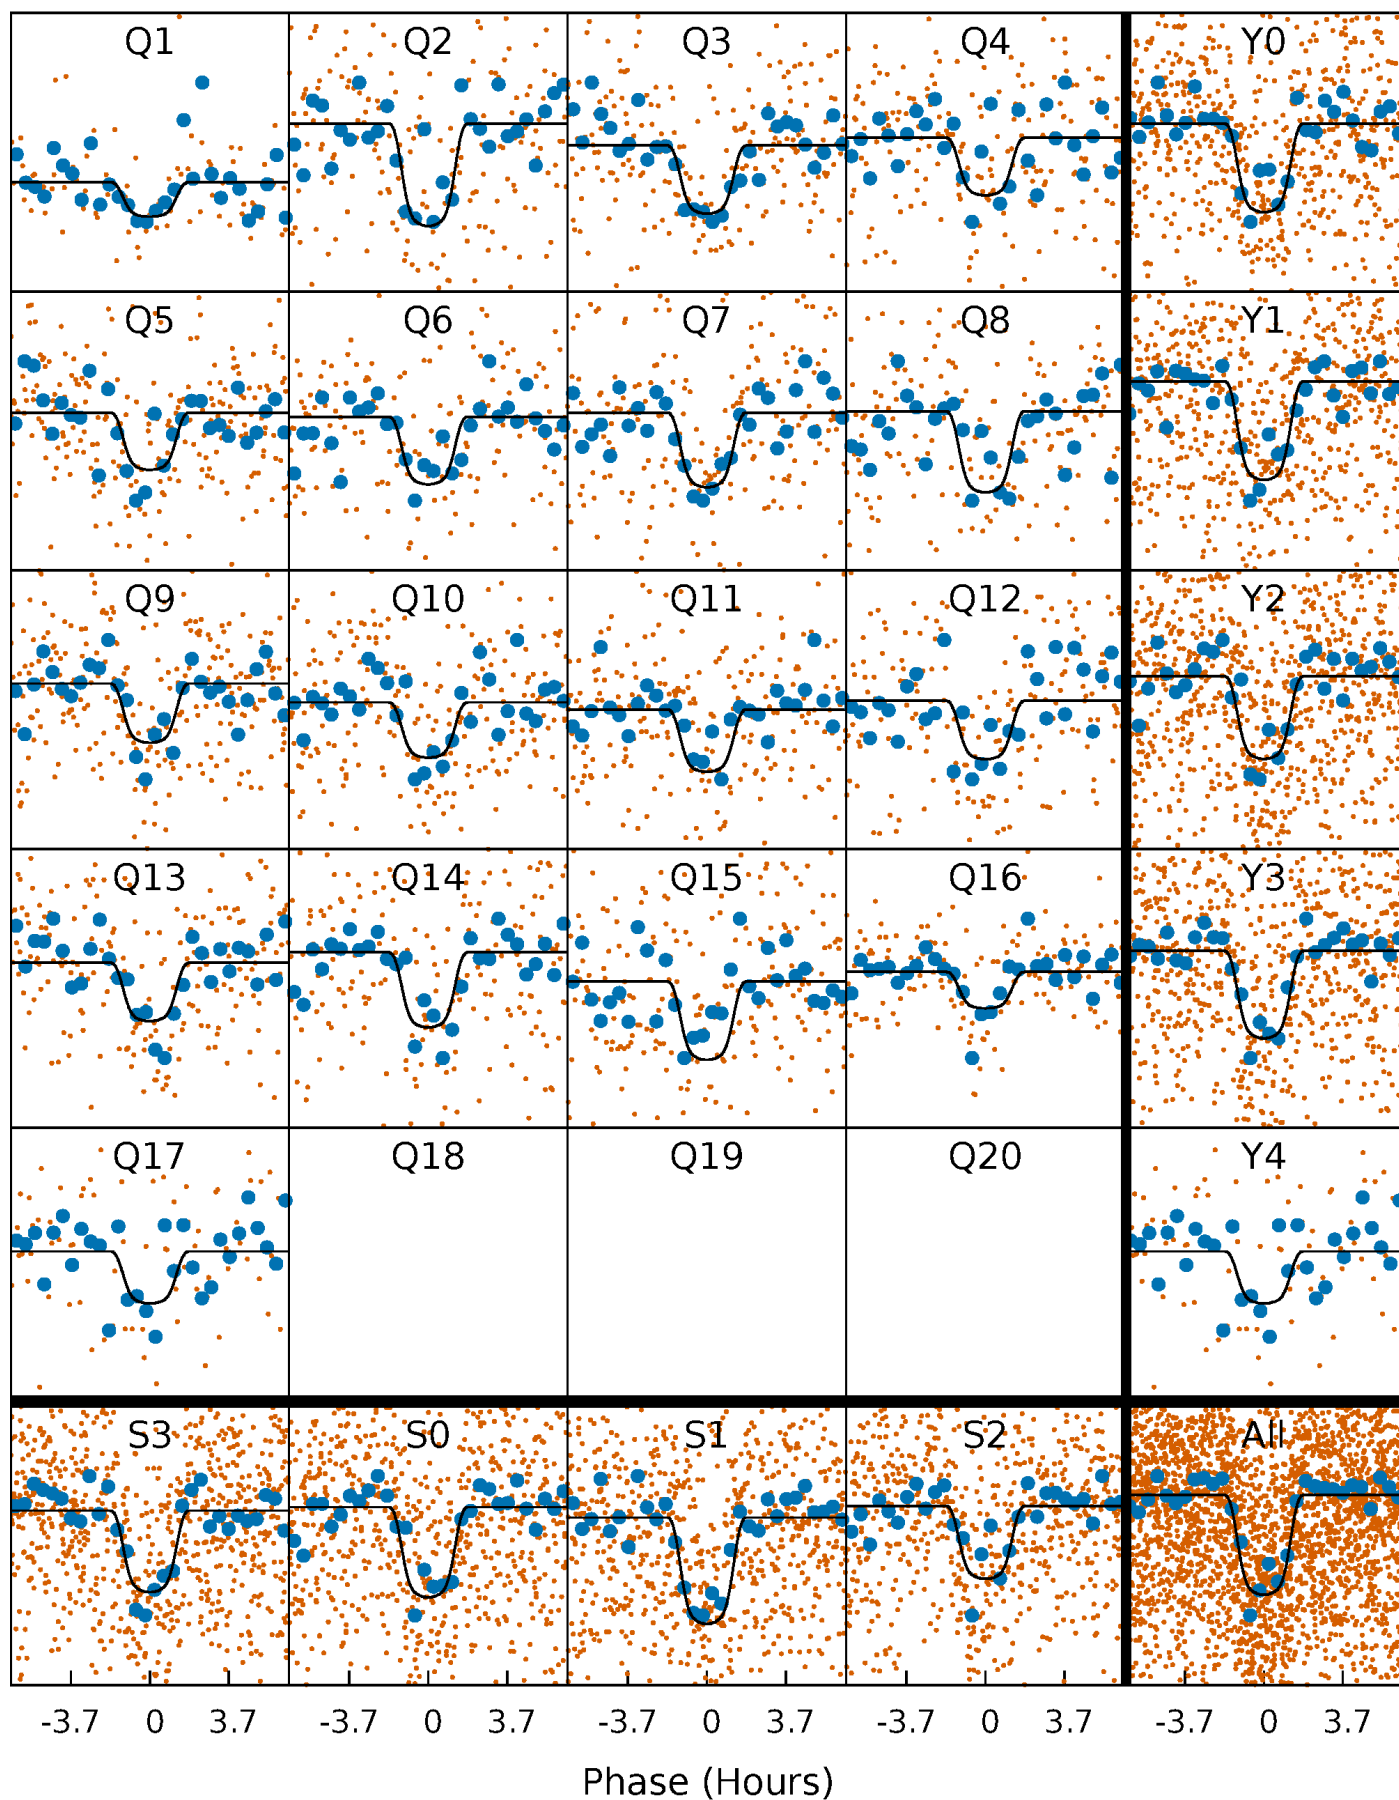 Q1 Q2 Q3 Q4 Y0
Q5 Q6 Q7 Q8 Y1
Q9 Q10 Q11 Q12 Y2
Q13 Q14 Q15 Q16 Y3
Q17 Q18 Q19 Q20 Y4
S3 S0 S1 S2 All
-3.7 0 3.7 -3.7 0 3.7 -3.7 0 3.7 -3.7 0 3.7 -3.7 0 3.7
Phase (Hours)